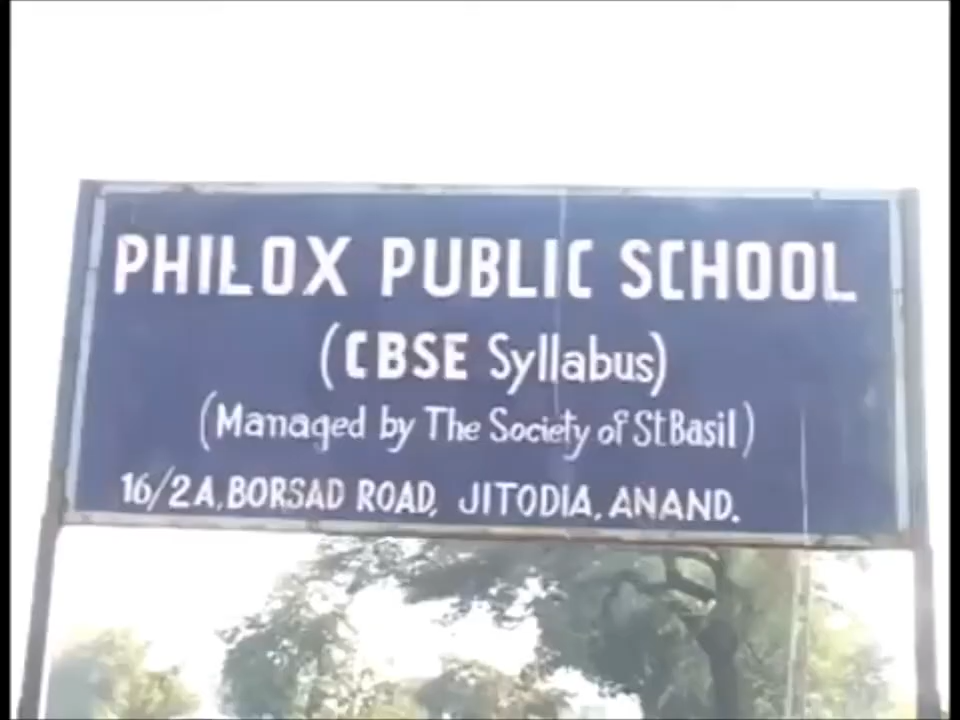 PHILOX PUBLIC SCHOOL
(CBSE Syllabus)
(Managed by The Society of St Basil)
16/2A, BORSAD ROAD, JITODIA, ANAND.